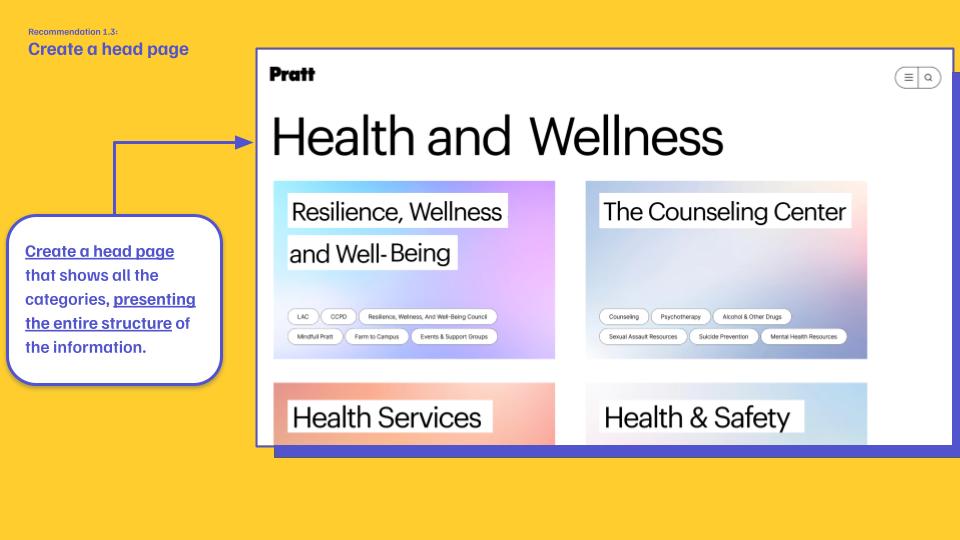 Recommendation 1.3:
Create a head page
Create a head page
that shows all the
categories, presenting
the entire structure of
the information.
Pratt
Health and Wellness
Resilience, Wellness
and Well-Being
LAC CCPD Resilience, Wellness, And Well-Being Council
Mindfull Pratt Farm to Campus Events & Support Groups
The Counseling Center
Counseling Psychotherapy Alcohol & Other Drugs
Sexual Assault Resources Suicide Prevention Mental Health Resources
Health Services
Health & Safety